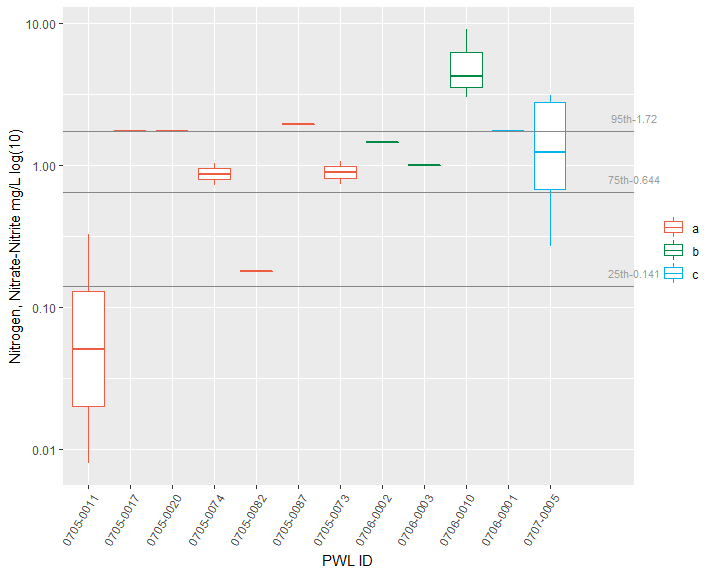 Nitrogen, Nitrate-Nitrite mg/L log(10)
10.00
1.00
0.10
0.01
95th-1.72
75th-0.644
25th-0.141
a
b
c
0705-0011
0705-0017
0705-0020
0705-0074
0705-0082
0705-0087
0705-0073
0706-0002
0706-0003
0706-0010
0706-0001
0707-0005
PWL ID